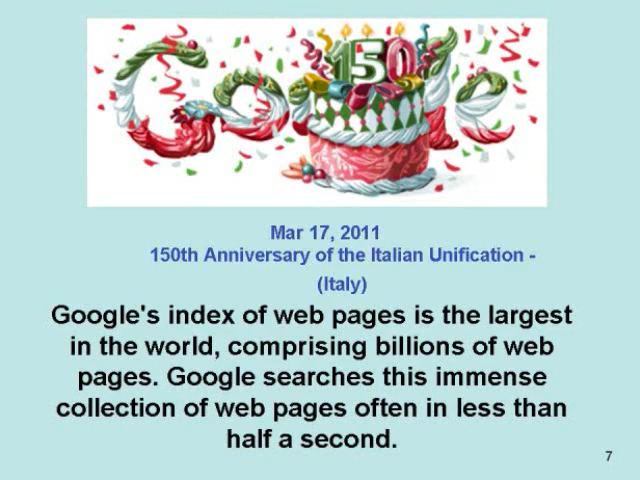 Google
150
Mar 17, 2011
150th Anniversary of the Italian Unification -
(Italy)
Google's index of web pages is the largest
in the world, comprising billions of web
pages. Google searches this immense
collection of web pages often in less than
half a second.
7